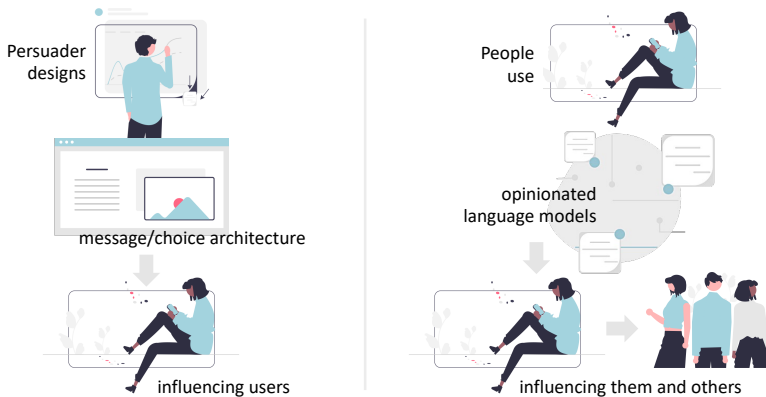 Persuader
designs
message/choice architecture
influencing users
People
use
opinionated
language models
influencing them and others